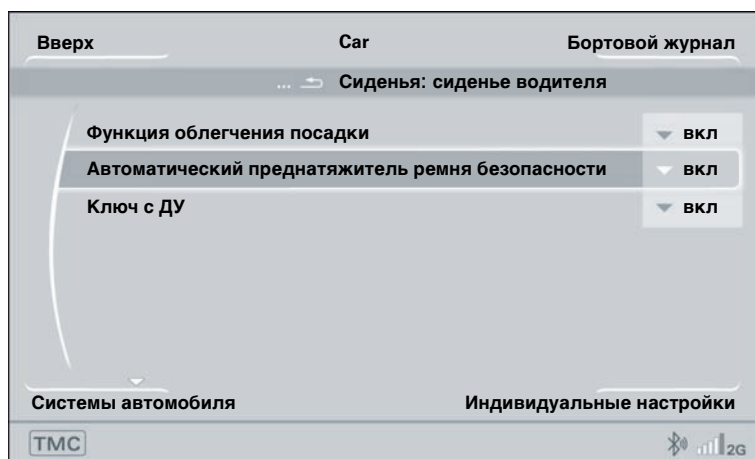 Вверх Car Бортовой журнал
... Сиденья: сиденье водителя
Функция облегчения посадки вкл
Автоматический преднатяжитель ремня безопасности вкл
Ключ с ДУ вкл
Системы автомобиля Индивидуальные настройки
TMC 2G